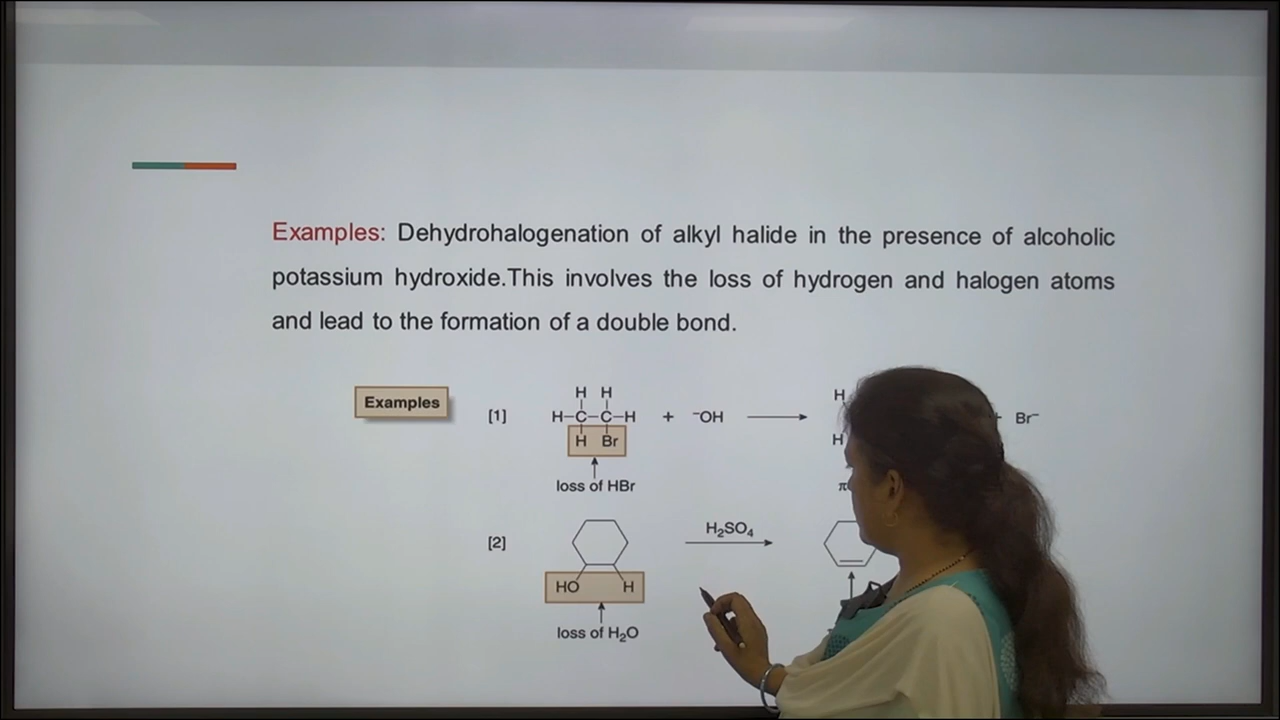 Examples: Dehydrohalogenation of alkyl halide in the presence of alcoholic
potassium hydroxide.This involves the loss of hydrogen and halogen atoms
and lead to the formation of a double bond.
Examples
[1]
H H
H–C–C–H + ⁻OH
H Br
H
H
+ Br⁻
loss of HBr
π
[2]
H₂SO₄
HO H
loss of H₂O